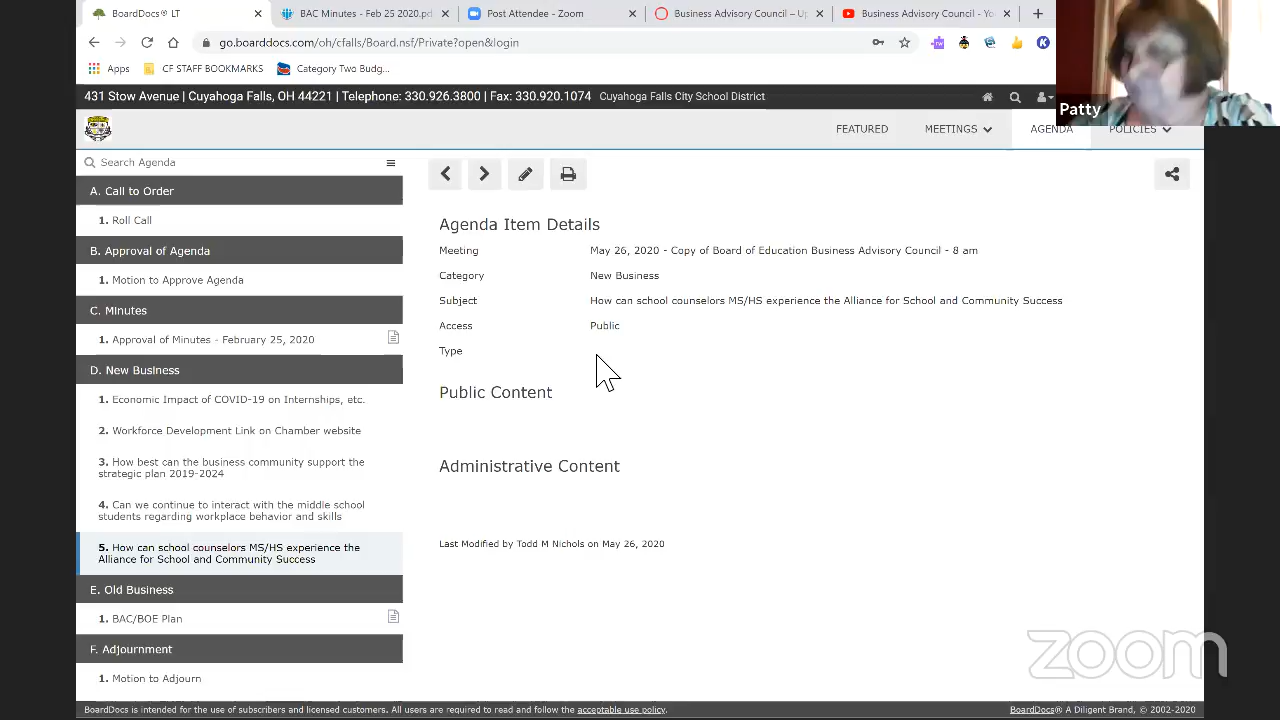 BoardDocs® LT
BAC Minutes - Feb 25 2020.pd
Post Attendee - Zoom
Business Advisory Council – Up
Business Advisory Council - Yo
go.boarddocs.com/oh/cfalls/Board.nsf/Private?open&login
Apps
CF STAFF BOOKMARKS
Category Two Budg...
Patty
431 Stow Avenue | Cuyahoga Falls, OH 44221 | Telephone: 330.926.3800 | Fax: 330.920.1074 Cuyahoga Falls City School District
FEATURED
MEETINGS
AGENDA
POLICIES
Search Agenda
A. Call to Order
1. Roll Call
B. Approval of Agenda
1. Motion to Approve Agenda
C. Minutes
1. Approval of Minutes - February 25, 2020
D. New Business
1. Economic Impact of COVID-19 on Internships, etc.
2. Workforce Development Link on Chamber website
3. How best can the business community support the
strategic plan 2019-2024
4. Can we continue to interact with the middle school
students regarding workplace behavior and skills
5. How can school counselors MS/HS experience the
Alliance for School and Community Success
E. Old Business
1. BAC/BOE Plan
F. Adjournment
1. Motion to Adjourn
Agenda Item Details
Meeting May 26, 2020 - Copy of Board of Education Business Advisory Council - 8 am
Category New Business
Subject How can school counselors MS/HS experience the Alliance for School and Community Success
Access Public
Type
Public Content
Administrative Content
Last Modified by Todd M Nichols on May 26, 2020
zoom
BoardDocs is intended for the use of subscribers and licensed customers. All users are required to read and follow the acceptable use policy.
BoardDocs® A Diligent Brand, © 2002-2020